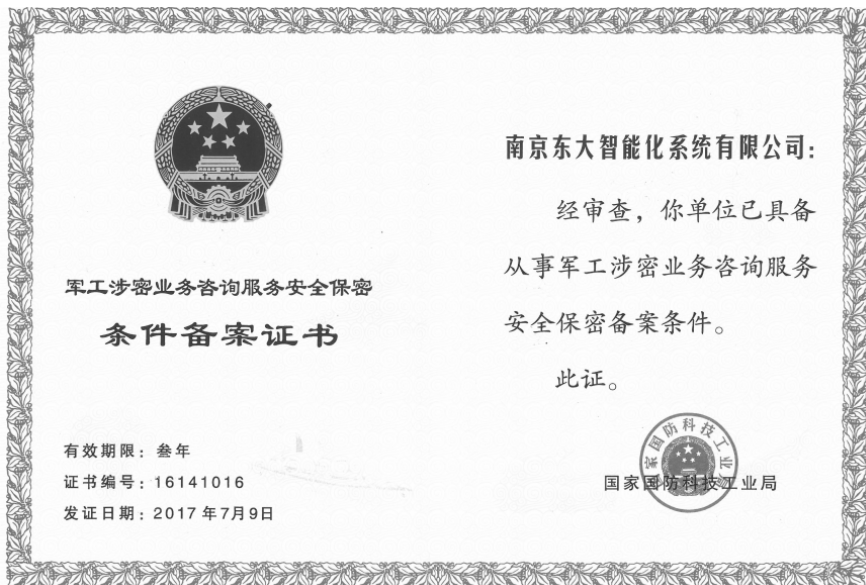 军工涉密业务咨询服务安全保密
条件备案证书
有效期限：叁年
证书编号：16141016
发证日期：2017年7月9日
南京东大智能化系统有限公司：
经审查，你单位已具备
从事军工涉密业务咨询服务
安全保密备案条件。
此证。
国家国防科技工业局
国家国防科技工业局